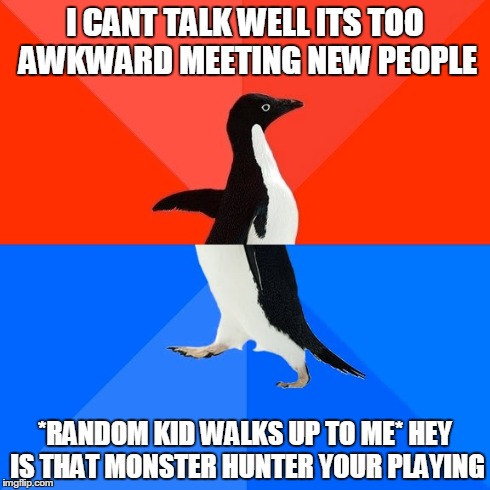 I CANT TALK WELL ITS TOO
AWKWARD MEETING NEW PEOPLE
*RANDOM KID WALKS UP TO ME* HEY
IS THAT MONSTER HUNTER YOUR PLAYING
imgflip.com